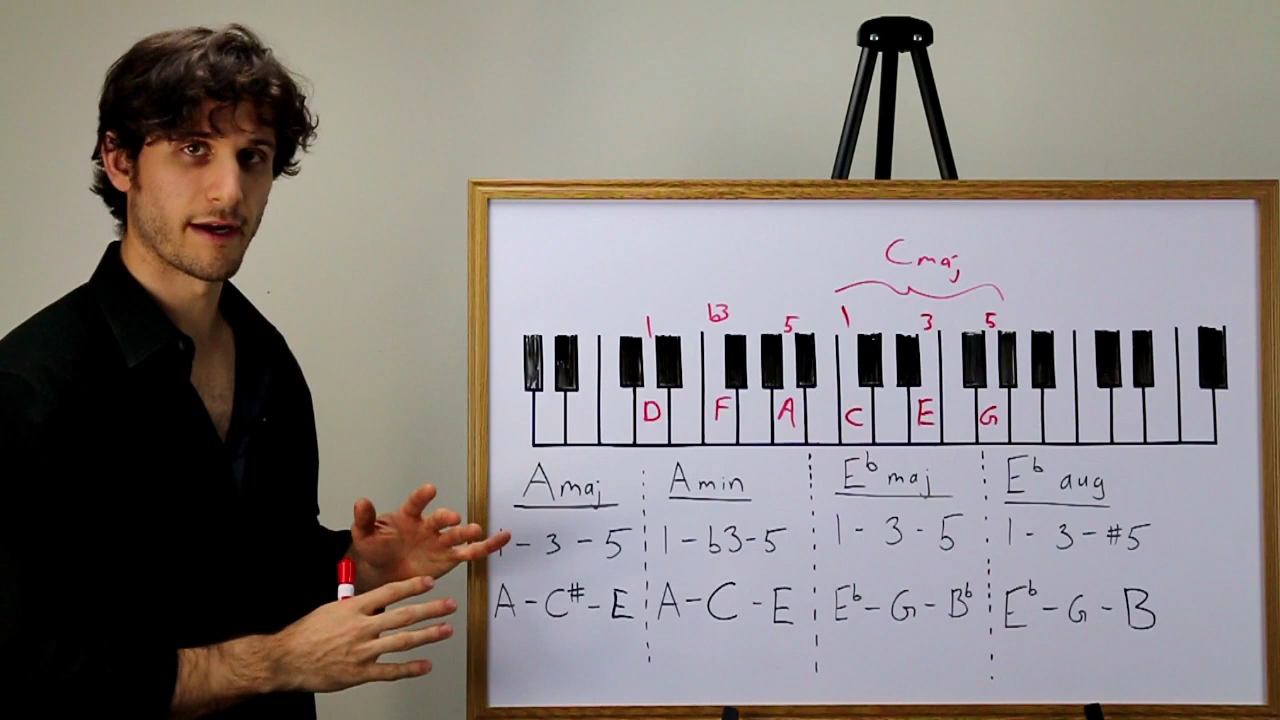 Cmaj
1 b3 5 1 3 5
D F A C E G
Amaj Amin Eb maj Eb aug
1-3-5 1-b3-5 1-3-5 1-3-#5
A-C#-E A-C-E Eb-G-Bb Eb-G-B